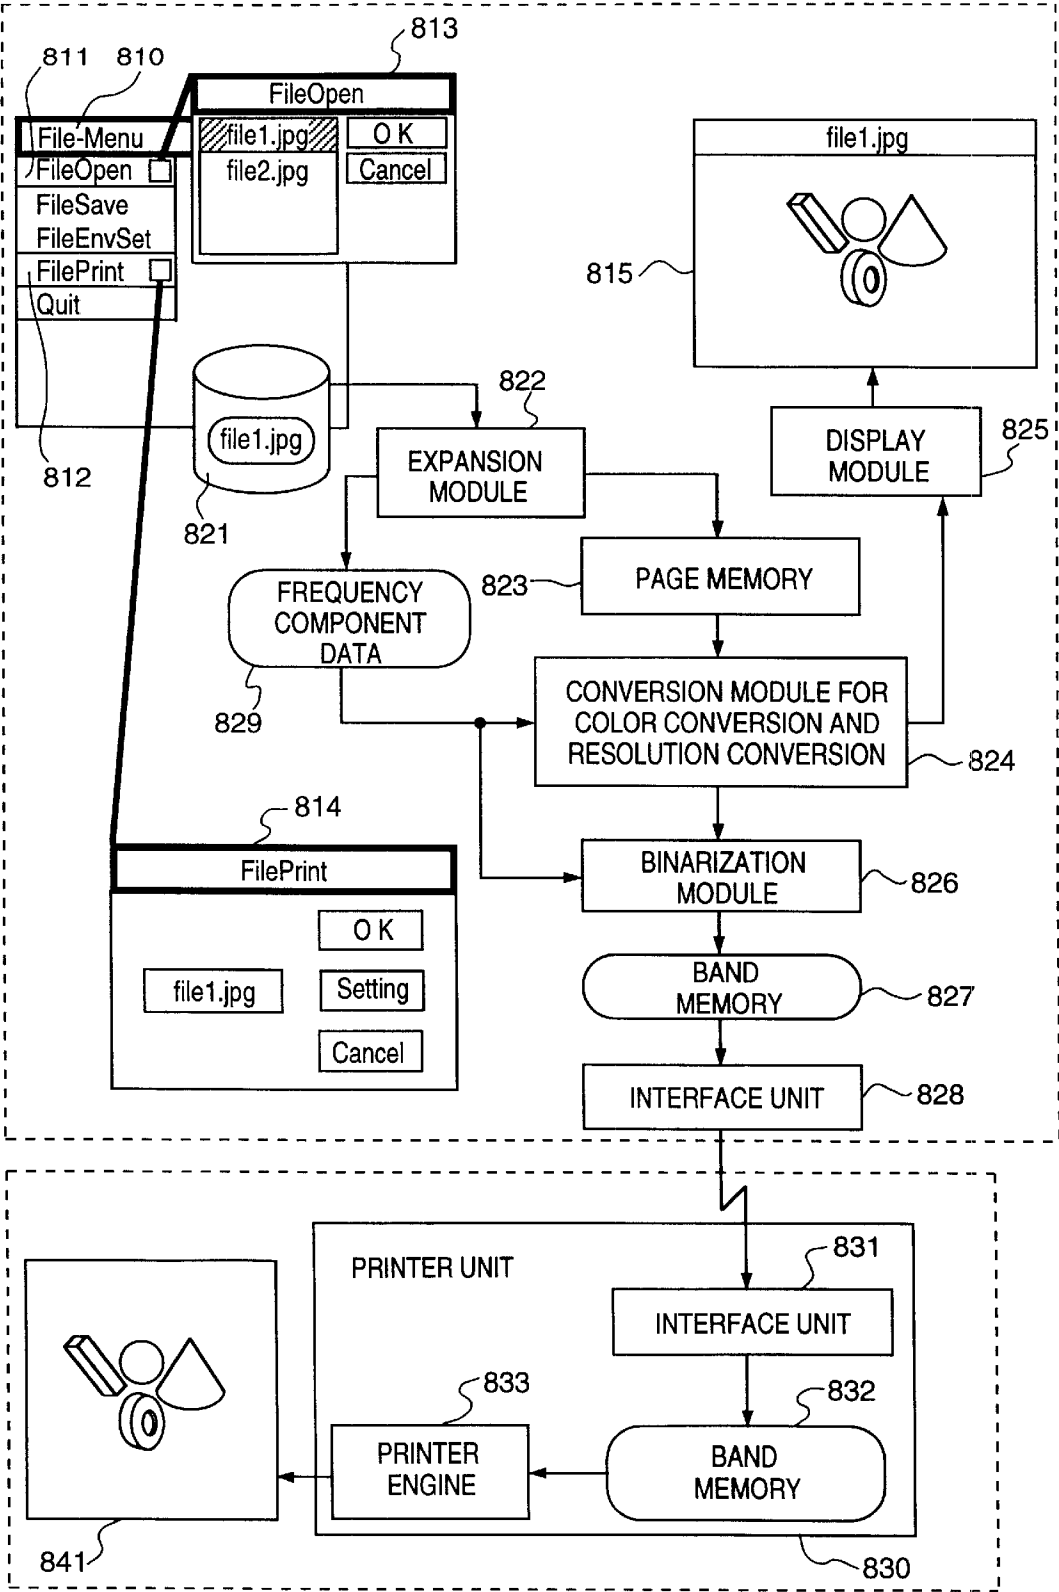 813
811 810
FileOpen
File-Menu
file1.jpg
O K
file1.jpg
FileOpen
file2.jpg
Cancel
FileSave
FileEnvSet
FilePrint
815
Quit
822
file1.jpg
EXPANSION
MODULE
DISPLAY
MODULE
825
812
821
FREQUENCY
COMPONENT
DATA
823
PAGE MEMORY
829
CONVERSION MODULE FOR
COLOR CONVERSION AND
RESOLUTION CONVERSION
824
814
FilePrint
BINARIZATION
MODULE
826
O K
file1.jpg
Setting
BAND
MEMORY
827
Cancel
INTERFACE UNIT
828
PRINTER UNIT
831
INTERFACE UNIT
833
832
PRINTER
ENGINE
BAND
MEMORY
841
830